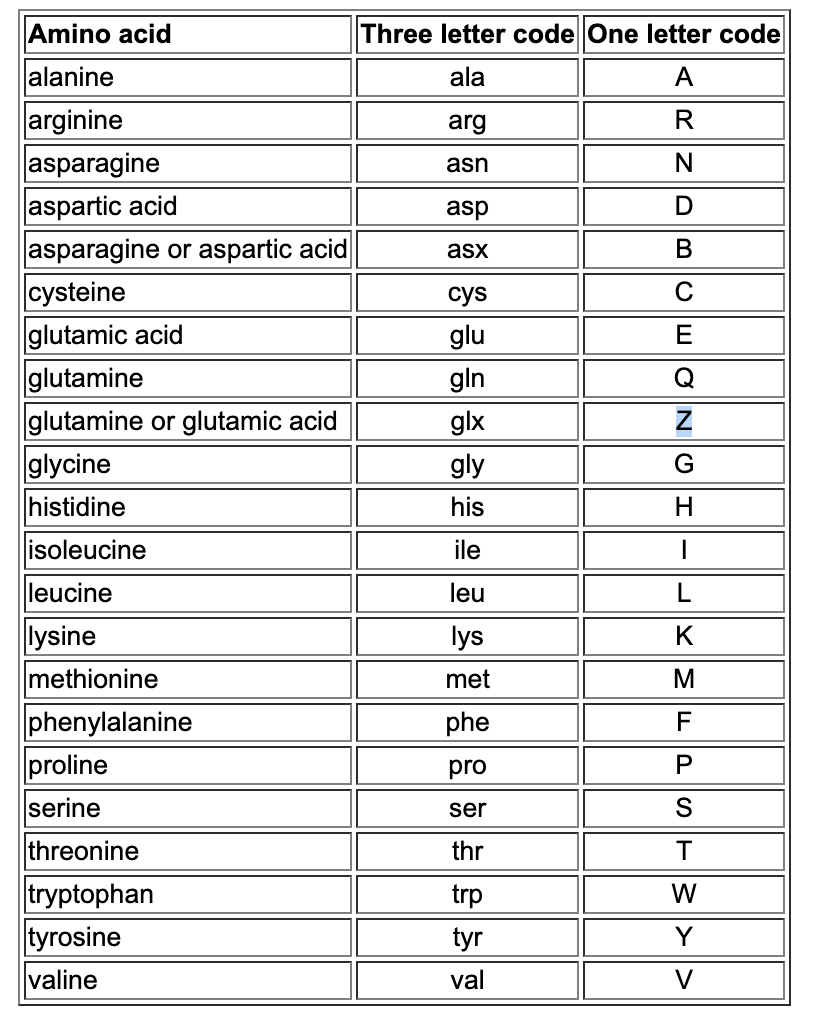 Amino acid Three letter code One letter code
alanine ala A
arginine arg R
asparagine asn N
aspartic acid asp D
asparagine or aspartic acid asx B
cysteine cys C
glutamic acid glu E
glutamine gln Q
glutamine or glutamic acid glx Z
glycine gly G
histidine his H
isoleucine ile I
leucine leu L
lysine lys K
methionine met M
phenylalanine phe F
proline pro P
serine ser S
threonine thr T
tryptophan trp W
tyrosine tyr Y
valine val V